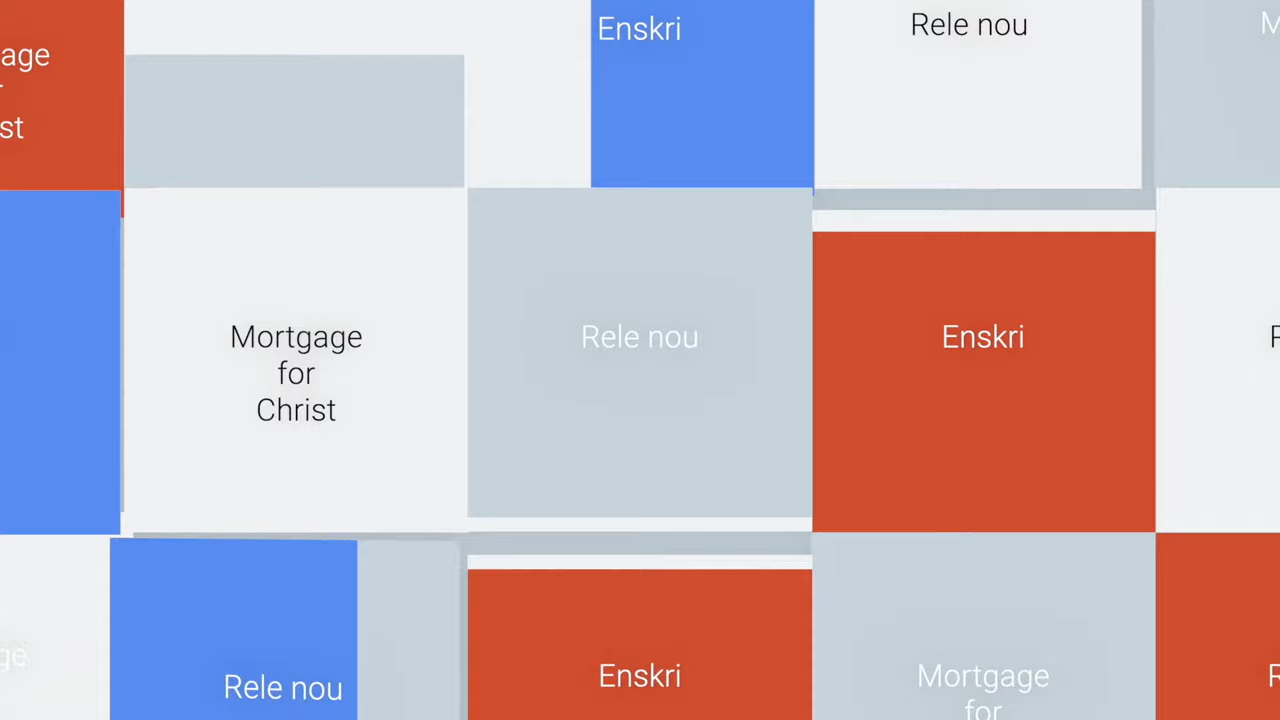 Enskri
Rele nou
Mortgage
for
Christ
Rele nou
Enskri
Rele nou
Enskri
Mortgage
for